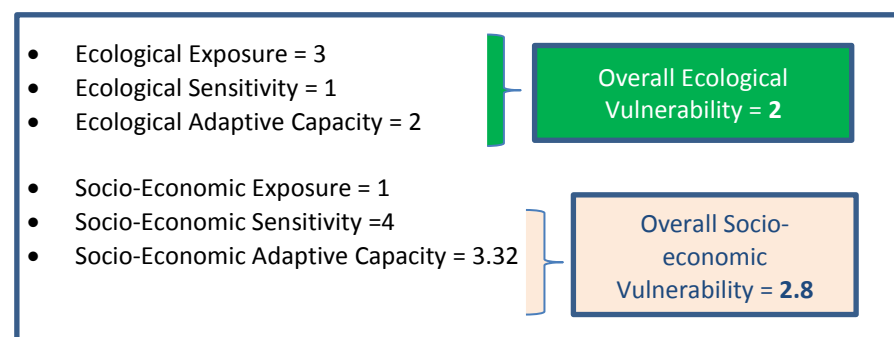 • Ecological Exposure = 3
• Ecological Sensitivity = 1
• Ecological Adaptive Capacity = 2
Overall Ecological
Vulnerability = 2
• Socio-Economic Exposure = 1
• Socio-Economic Sensitivity =4
• Socio-Economic Adaptive Capacity = 3.32
Overall Socio-
economic
Vulnerability = 2.8